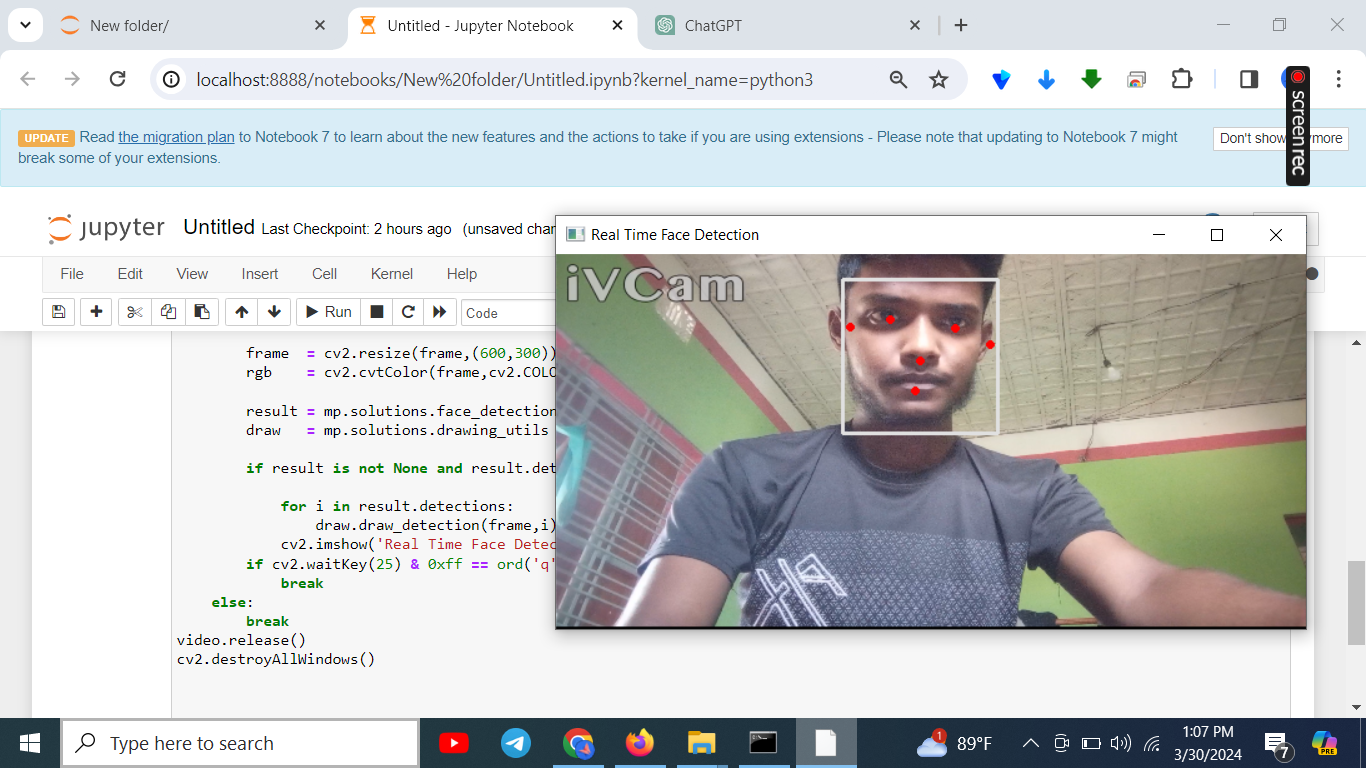 New folder/
Untitled - Jupyter Notebook
ChatGPT
localhost:8888/notebooks/New%20folder/Untitled.ipynb?kernel_name=python3
UPDATE Read the migration plan to Notebook 7 to learn about the new features and the actions to take if you are using extensions - Please note that updating to Notebook 7 might
break some of your extensions.
Don't show more
screen rec
jupyter Untitled Last Checkpoint: 2 hours ago (unsaved char
File Edit View Insert Cell Kernel Help
Run Code
Real Time Face Detection
iVCam
frame = cv2.resize(frame,(600,300))
rgb = cv2.cvtColor(frame,cv2.COLO
result = mp.solutions.face_detection
draw = mp.solutions.drawing_utils
if result is not None and result.det
for i in result.detections:
draw.draw_detection(frame,i)
cv2.imshow('Real Time Face Detec
if cv2.waitKey(25) & 0xff == ord('q'
break
else:
break
video.release()
cv2.destroyAllWindows()
Type here to search
1
89°F
1:07 PM
3/30/2024
7
PRE